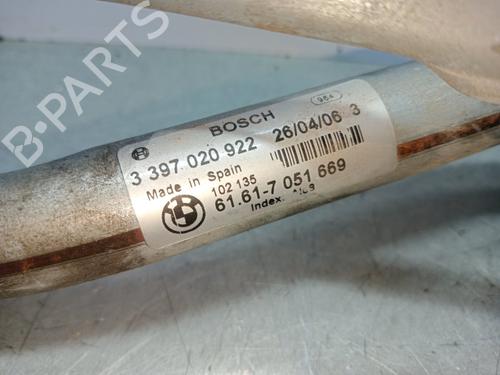 B-PARTS
BOSCH 964
3 397 020 922 26/04/06 3
Made in Spain
102 135
61.61-7 051 669
Index.